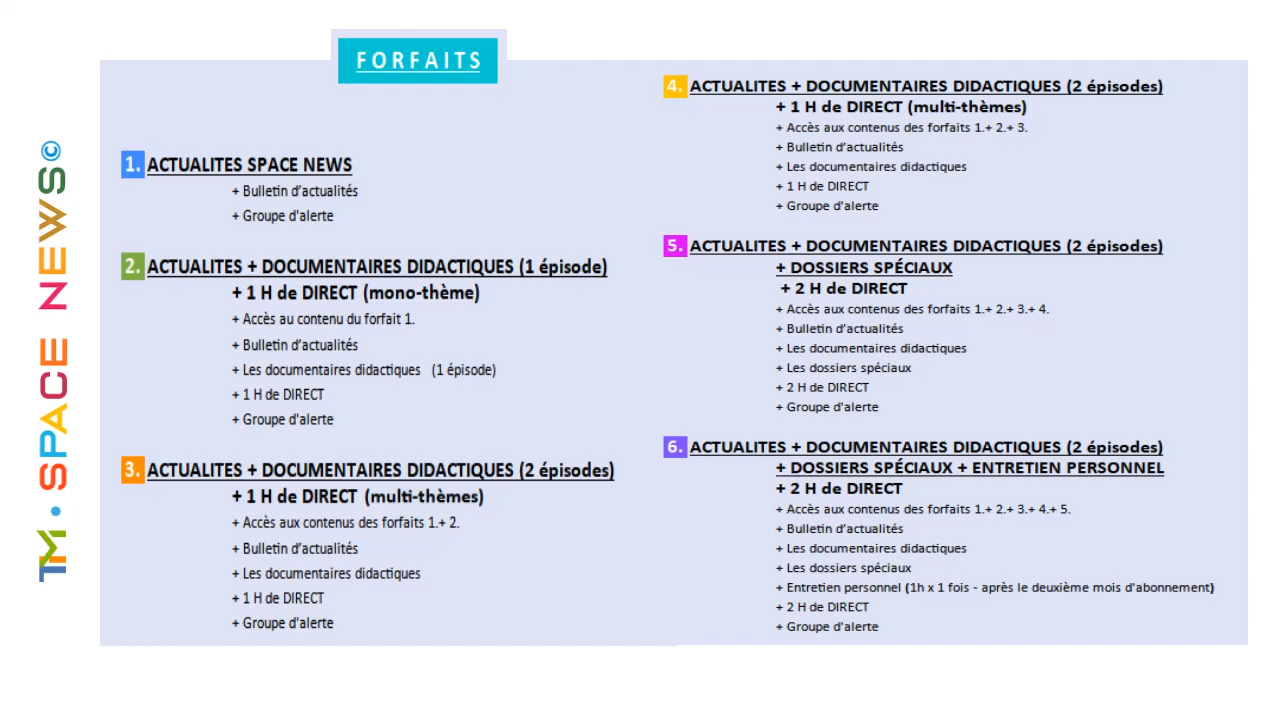 FORFAITS
TM • SPACE NEWS©
1. ACTUALITES SPACE NEWS
+ Bulletin d’actualités
+ Groupe d'alerte
2. ACTUALITES + DOCUMENTAIRES DIDACTIQUES (1 épisode)
+ 1 H de DIRECT (mono-thème)
+ Accès au contenu du forfait 1.
+ Bulletin d’actualités
+ Les documentaires didactiques (1 épisode)
+ 1 H de DIRECT
+ Groupe d'alerte
3. ACTUALITES + DOCUMENTAIRES DIDACTIQUES (2 épisodes)
+ 1 H de DIRECT (multi-thèmes)
+ Accès aux contenus des forfaits 1.+ 2.
+ Bulletin d’actualités
+ Les documentaires didactiques
+ 1 H de DIRECT
+ Groupe d'alerte
4. ACTUALITES + DOCUMENTAIRES DIDACTIQUES (2 épisodes)
+ 1 H de DIRECT (multi-thèmes)
+ Accès aux contenus des forfaits 1.+ 2.+ 3.
+ Bulletin d’actualités
+ Les documentaires didactiques
+ 1 H de DIRECT
+ Groupe d'alerte
5. ACTUALITES + DOCUMENTAIRES DIDACTIQUES (2 épisodes)
+ DOSSIERS SPÉCIAUX
+ 2 H de DIRECT
+ Accès aux contenus des forfaits 1.+ 2.+ 3.+ 4.
+ Bulletin d’actualités
+ Les documentaires didactiques
+ Les dossiers spéciaux
+ 2 H de DIRECT
+ Groupe d'alerte
6. ACTUALITES + DOCUMENTAIRES DIDACTIQUES (2 épisodes)
+ DOSSIERS SPÉCIAUX + ENTRETIEN PERSONNEL
+ 2 H de DIRECT
+ Accès aux contenus des forfaits 1.+ 2.+ 3.+ 4.+ 5.
+ Bulletin d’actualités
+ Les documentaires didactiques
+ Les dossiers spéciaux
+ Entretien personnel (1h x 1 fois - après le deuxième mois d'abonnement)
+ 2 H de DIRECT
+ Groupe d'alerte